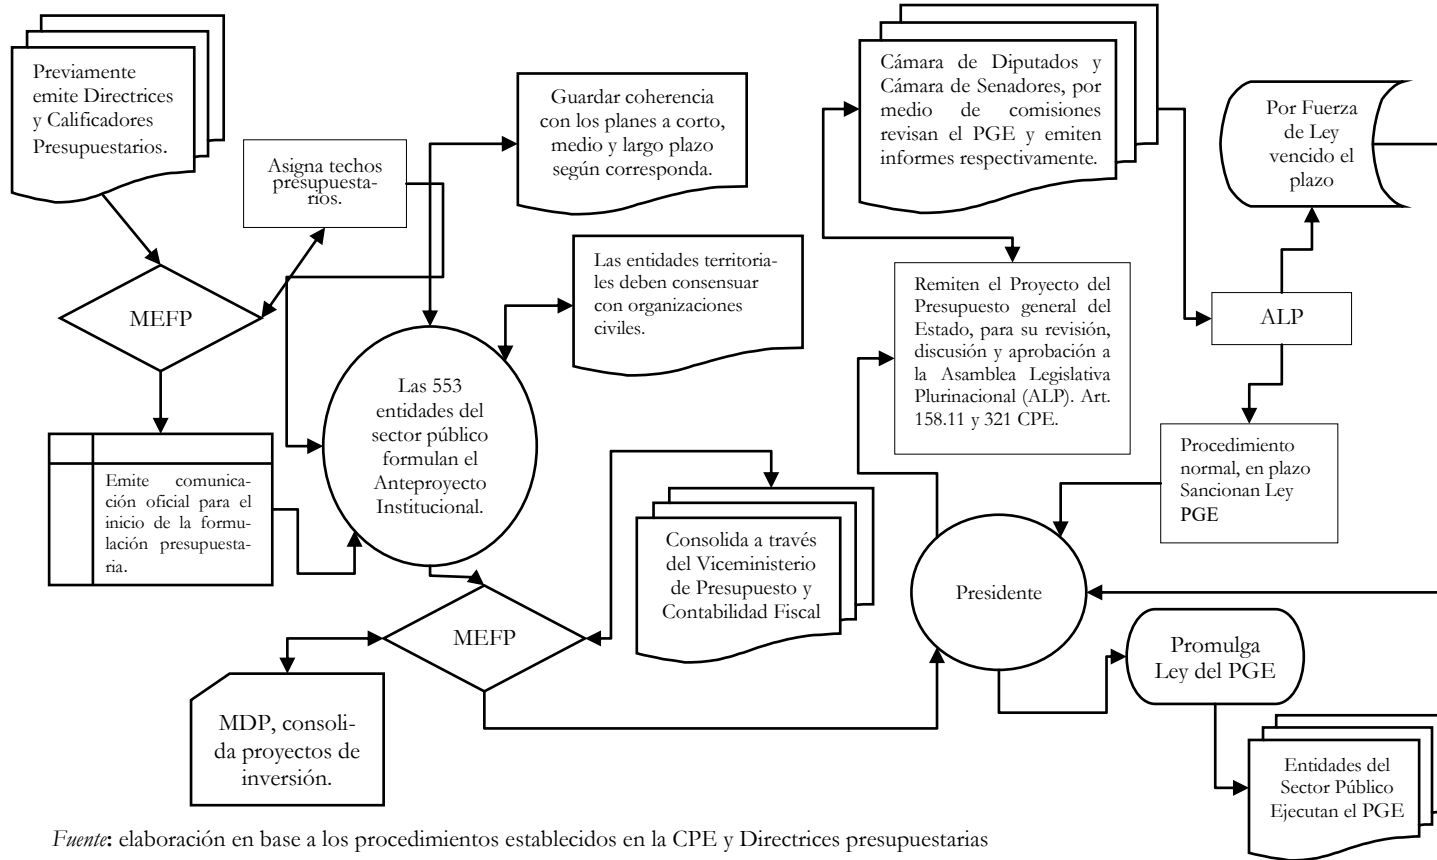 Previamente
emite Directrices
y Calificadores
Presupuestarios.
Asigna techos
presupuesta-
rios.
Guardar coherencia
con los planes a corto,
medio y largo plazo
según corresponda.
Cámara de Diputados y
Cámara de Senadores, por
medio de comisiones
revisan el PGE y emiten
informes respectivamente.
Por Fuerza
de Ley
vencido el
plazo
MEFP
Las entidades territoria-
les deben consensuar
con organizaciones
civiles.
Remiten el Proyecto del
Presupuesto general del
Estado, para su revisión,
discusión y aprobación a
la Asamblea Legislativa
Plurinacional (ALP). Art.
158.11 y 321 CPE.
ALP
Las 553
entidades del
sector público
formulan el
Anteproyecto
Institucional.
Procedimiento
normal, en plazo
Sancionan Ley
PGE
Emite comunica-
ción oficial para el
inicio de la formu-
lación presupuesta-
ria.
Consolida a través
del Viceministerio
de Presupuesto y
Contabilidad Fiscal
Presidente
MEFP
Promulga
Ley del PGE
MDP, consoli-
da proyectos de
inversión.
Entidades del
Sector Público
Ejecutan el PGE
Fuente: elaboración en base a los procedimientos establecidos en la CPE y Directrices presupuestarias